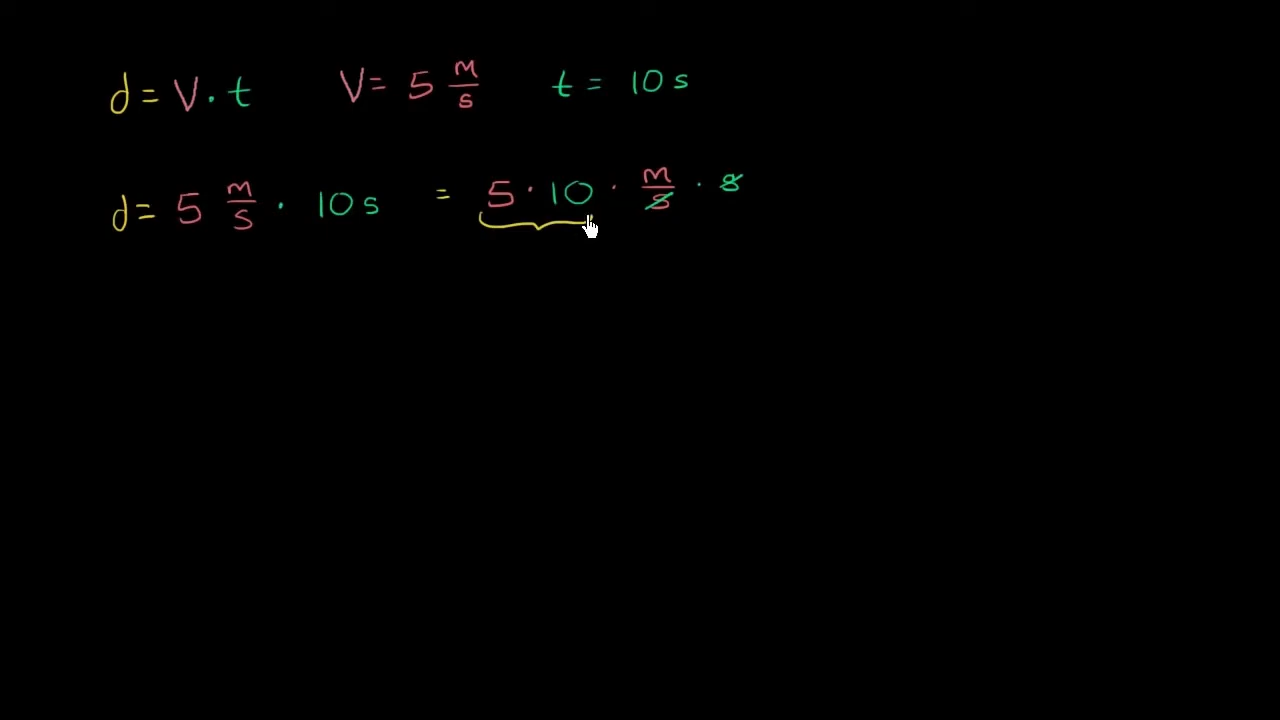 d = V · t V = 5 m/s t = 10 s
d = 5 m/s · 10 s = 5 · 10 · m/s · s